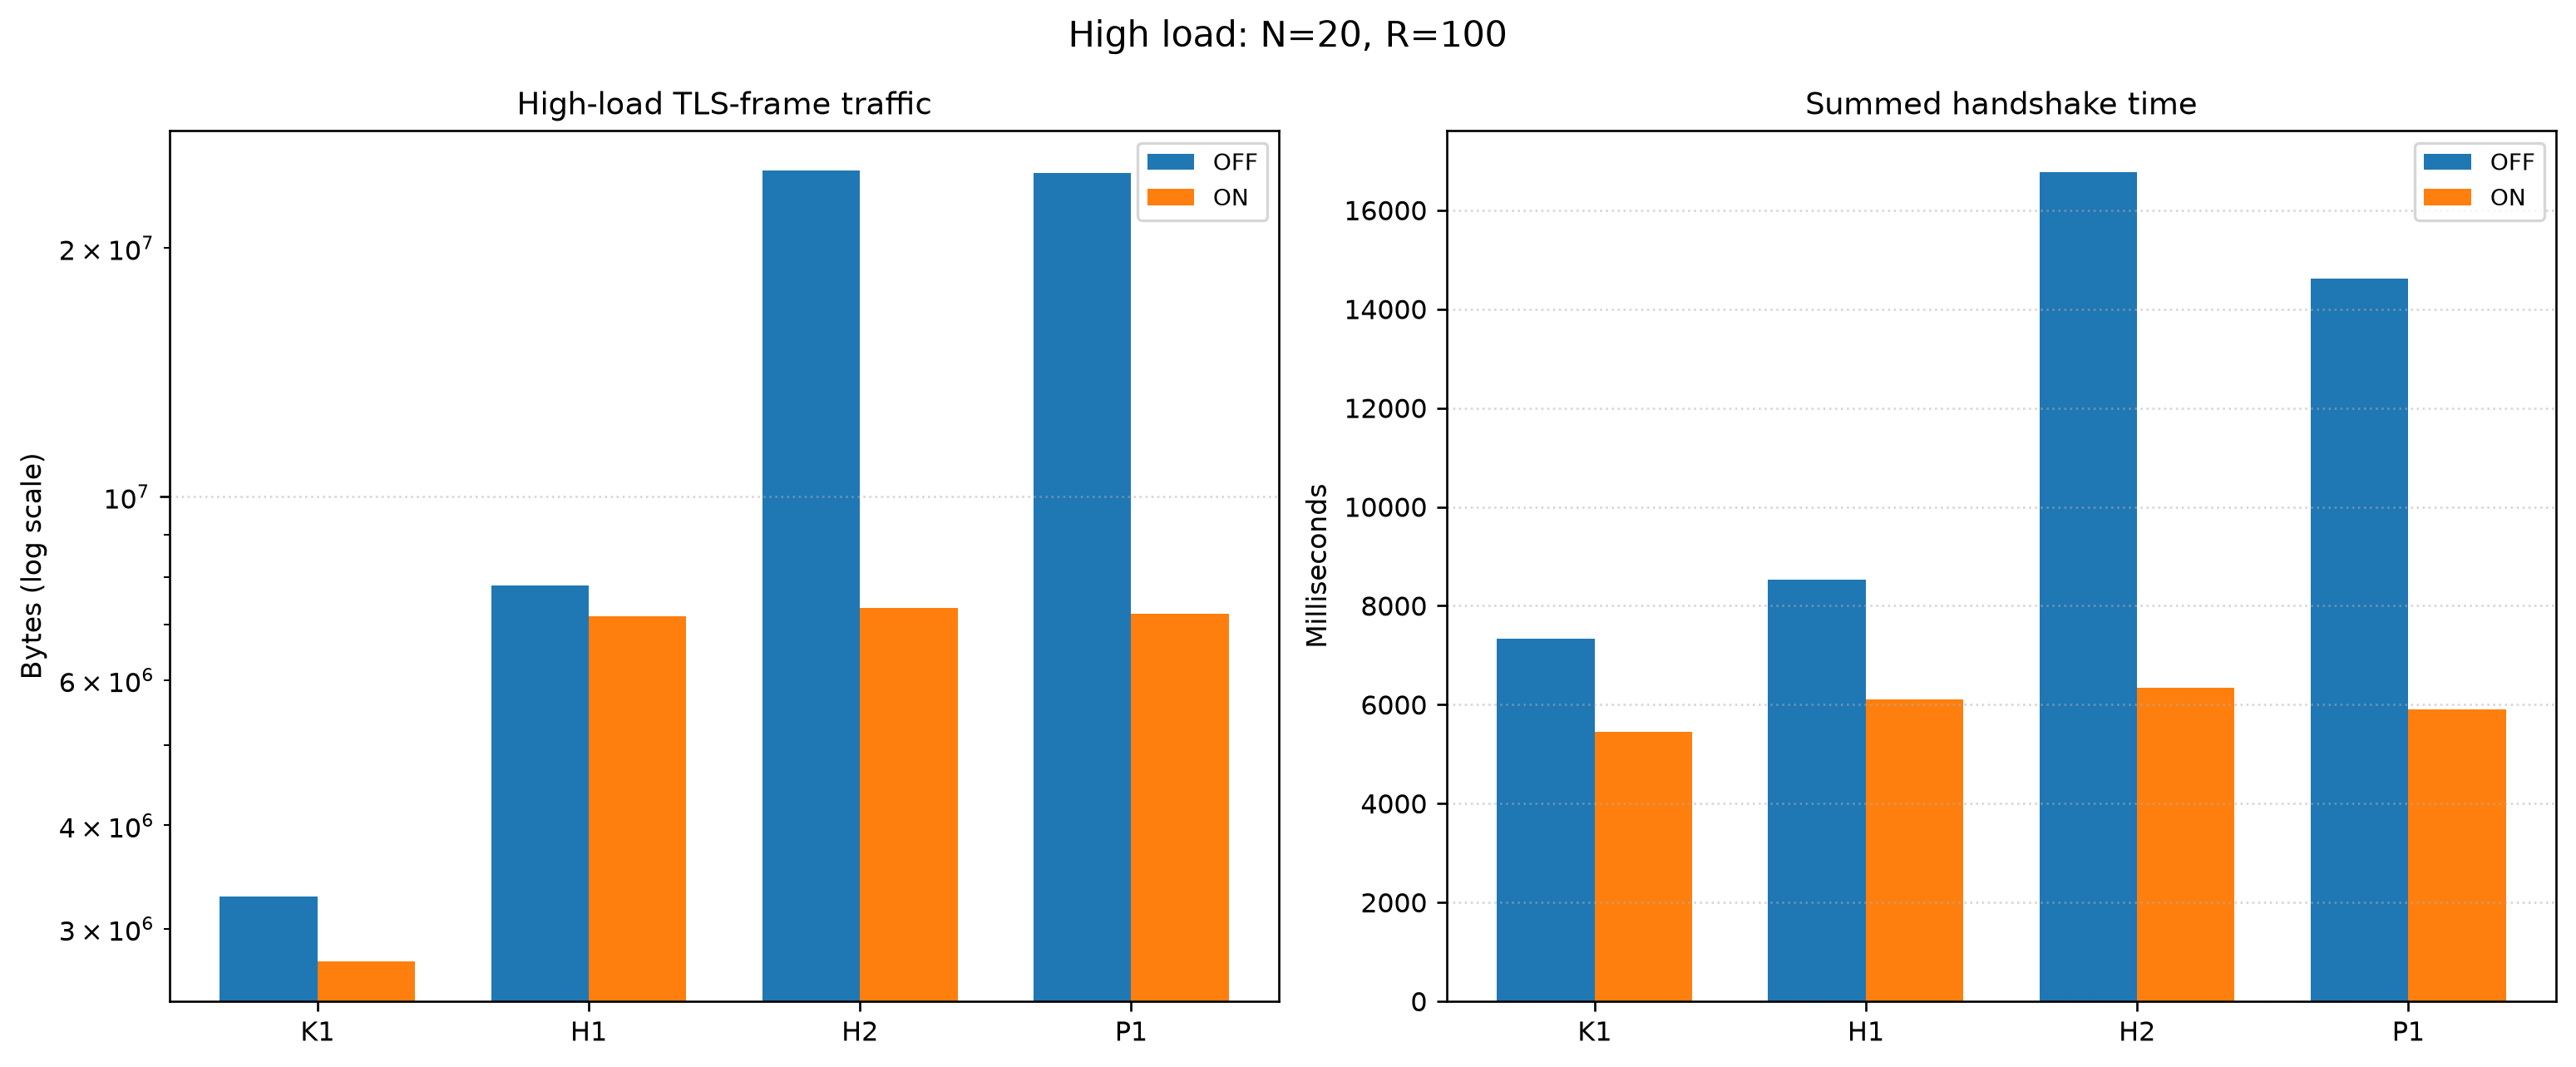 High load: N=20, R=100
High-load TLS-frame traffic
OFF
ON
Bytes (log scale)
2 × 10⁷
10⁷
6 × 10⁶
4 × 10⁶
3 × 10⁶
K1 H1 H2 P1
Summed handshake time
OFF
ON
Milliseconds
16000
14000
12000
10000
8000
6000
4000
2000
0
K1 H1 H2 P1